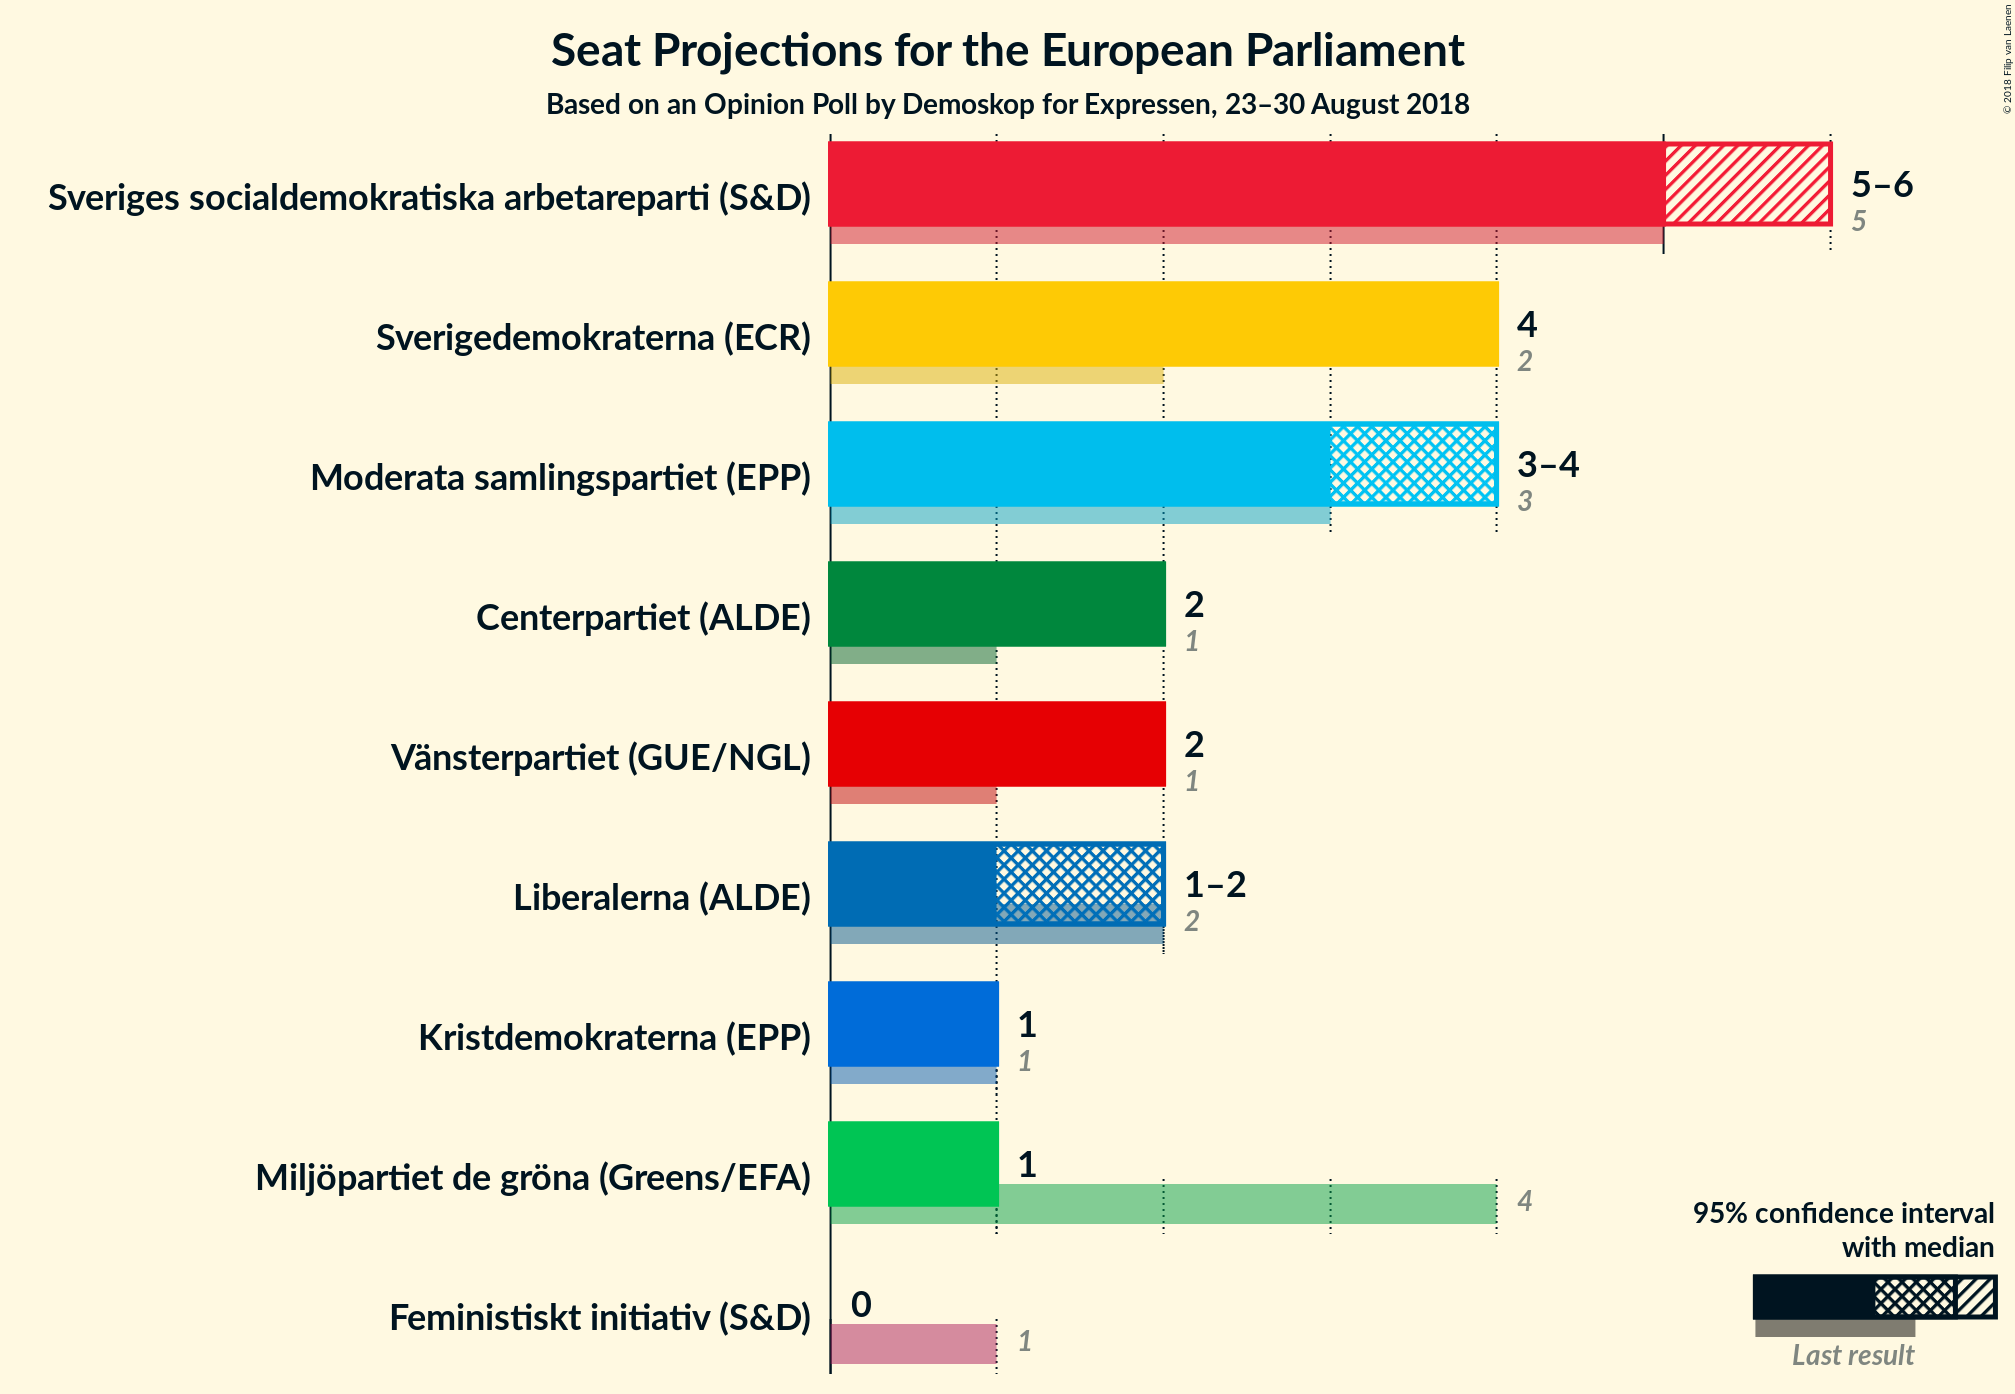 Seat Projections for the European Parliament
Based on an Opinion Poll by Demoskop for Expressen, 23–30 August 2018
© 2018 Filip van Laenen
Sveriges socialdemokratiska arbetareparti (S&D)
5–6
5
Sverigedemokraterna (ECR)
4
2
Moderata samlingspartiet (EPP)
3–4
3
Centerpartiet (ALDE)
2
1
Vänsterpartiet (GUE/NGL)
2
1
Liberalerna (ALDE)
1–2
2
Kristdemokraterna (EPP)
1
1
Miljöpartiet de gröna (Greens/EFA)
1
4
Feministiskt initiativ (S&D)
0
1
95% confidence interval
with median
Last result